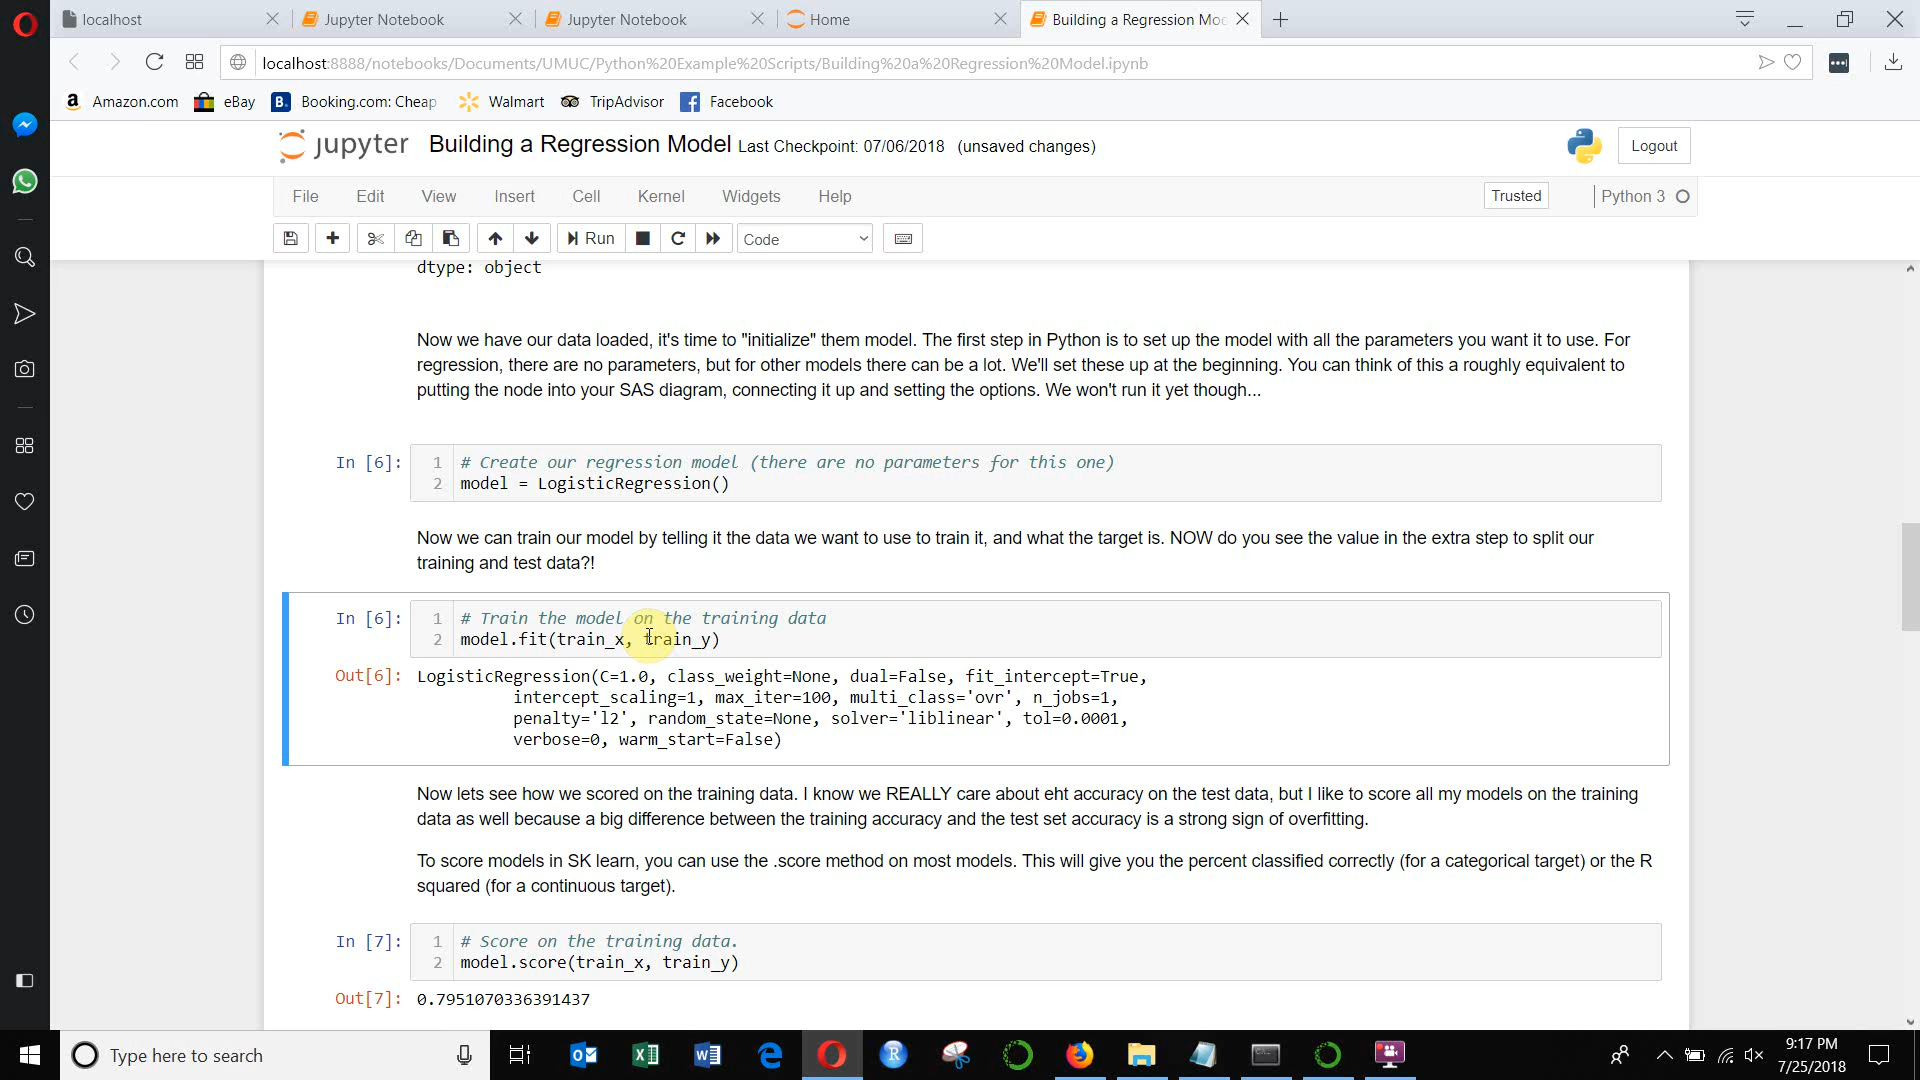 localhost
Jupyter Notebook
Jupyter Notebook
Home
Building a Regression Mod
localhost:8888/notebooks/Documents/UMUC/Python%20Example%20Scripts/Building%20a%20Regression%20Model.ipynb
Amazon.com eBay Booking.com: Cheap Walmart TripAdvisor Facebook
jupyter Building a Regression Model Last Checkpoint: 07/06/2018 (unsaved changes) Logout
File Edit View Insert Cell Kernel Widgets Help Trusted Python 3
Run Code
dtype: object
Now we have our data loaded, it's time to "initialize" them model. The first step in Python is to set up the model with all the parameters you want it to use. For
regression, there are no parameters, but for other models there can be a lot. We'll set these up at the beginning. You can think of this a roughly equivalent to
putting the node into your SAS diagram, connecting it up and setting the options. We won't run it yet though...
In [6]: 1 # Create our regression model (there are no parameters for this one)
2 model = LogisticRegression()
Now we can train our model by telling it the data we want to use to train it, and what the target is. NOW do you see the value in the extra step to split our
training and test data?!
In [6]: 1 # Train the model on the training data
2 model.fit(train_x, train_y)
Out[6]: LogisticRegression(C=1.0, class_weight=None, dual=False, fit_intercept=True,
intercept_scaling=1, max_iter=100, multi_class='ovr', n_jobs=1,
penalty='l2', random_state=None, solver='liblinear', tol=0.0001,
verbose=0, warm_start=False)
Now lets see how we scored on the training data. I know we REALLY care about eht accuracy on the test data, but I like to score all my models on the training
data as well because a big difference between the training accuracy and the test set accuracy is a strong sign of overfitting.
To score models in SK learn, you can use the .score method on most models. This will give you the percent classified correctly (for a categorical target) or the R
squared (for a continuous target).
In [7]: 1 # Score on the training data.
2 model.score(train_x, train_y)
Out[7]: 0.7951070336391437
Type here to search
9:17 PM
7/25/2018